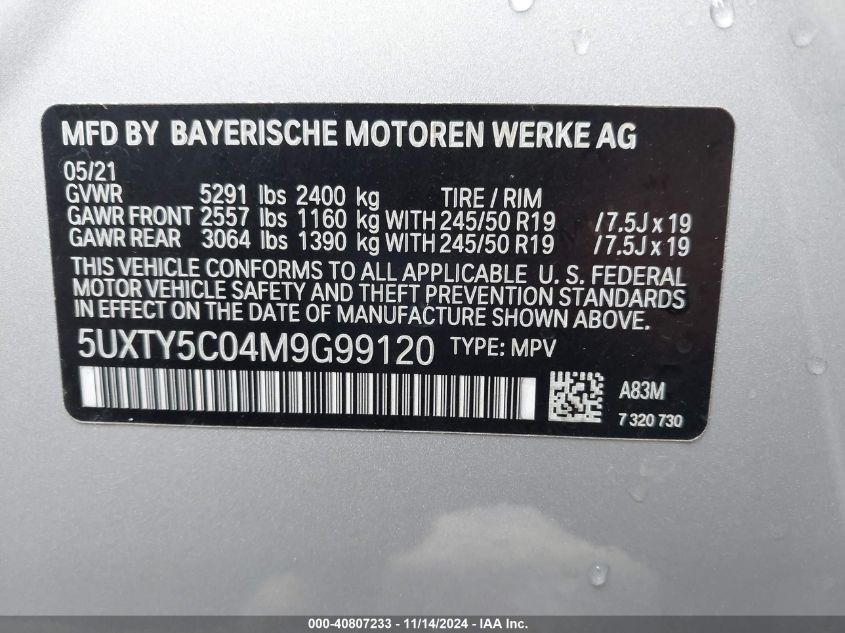 MFD BY BAYERISCHE MOTOREN WERKE AG
05/21
GVWR 5291 lbs 2400 kg TIRE / RIM
GAWR FRONT 2557 lbs 1160 kg WITH 245/50 R19 /7.5J x 19
GAWR REAR 3064 lbs 1390 kg WITH 245/50 R19 /7.5J x 19
THIS VEHICLE CONFORMS TO ALL APPLICABLE U. S. FEDERAL
MOTOR VEHICLE SAFETY AND THEFT PREVENTION STANDARDS
IN EFFECT ON THE DATE OF MANUFACTURE SHOWN ABOVE.
5UXTY5C04M9G99120 TYPE: MPV
A83M
7 320 730
000-40807233 - 11/14/2024 - IAA Inc.